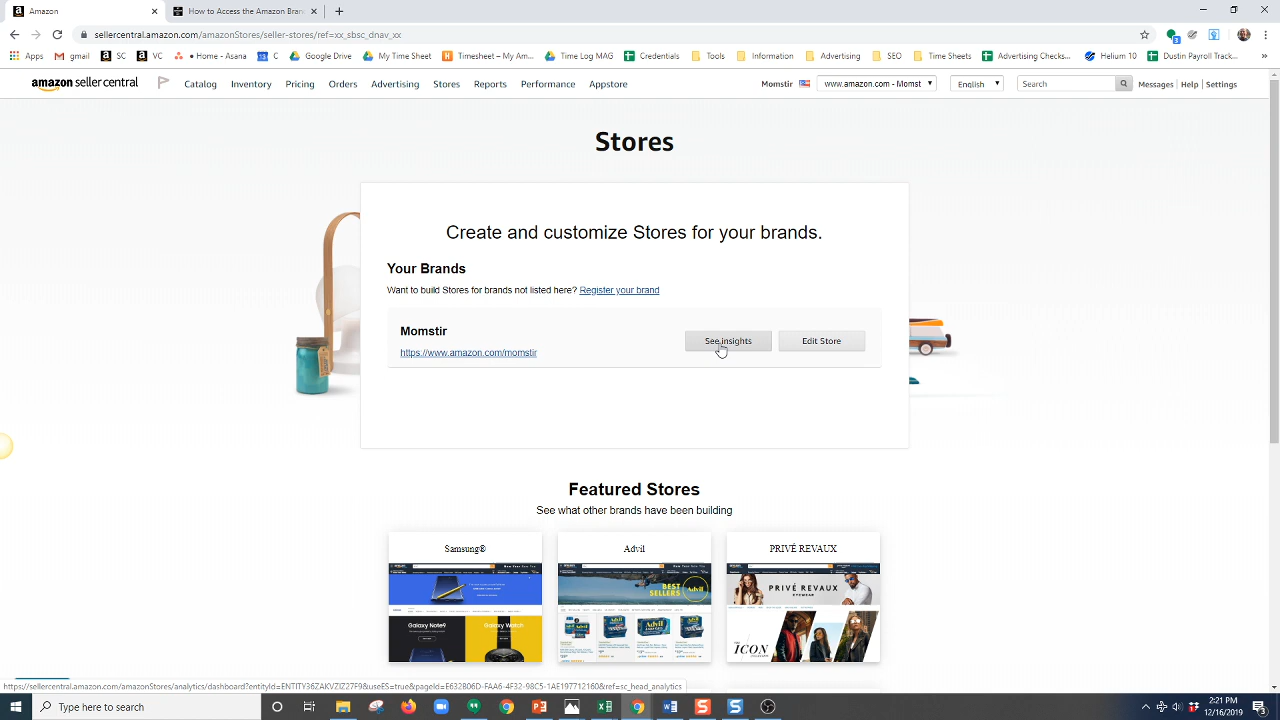 Amazon
How to Access the Amazon Bran
sellercentral.amazon.com/amazonStores/seller-stores/ref=xx_sbsc_dnav_xx
Apps gmail SC VC • Home - Asana C My Time Sheet Timesheet – My Am... Time Log MAG Credentials Tools Information Advertising SEO Time Sheets Advertising Checks... Helium 10 Dustin Payroll Track...
amazon seller central Catalog Inventory Pricing Orders Advertising Stores Reports Performance Appstore Momstir www.amazon.com - Momst English Search Messages | Help | Settings
Stores
Create and customize Stores for your brands.
Your Brands
Want to build Stores for brands not listed here? Register your brand
Momstir
https://www.amazon.com/momstir
See insights Edit Store
Featured Stores
See what other brands have been building
Samsung® Advil PRIVÉ REVAUX
Galaxy Note9 Galaxy Watch
BEST
SELLERS
Advil
PRIVÉ REVAUX
EYEWEAR
THE
ICON
Type here to search
2:21 PM
12/16/2019